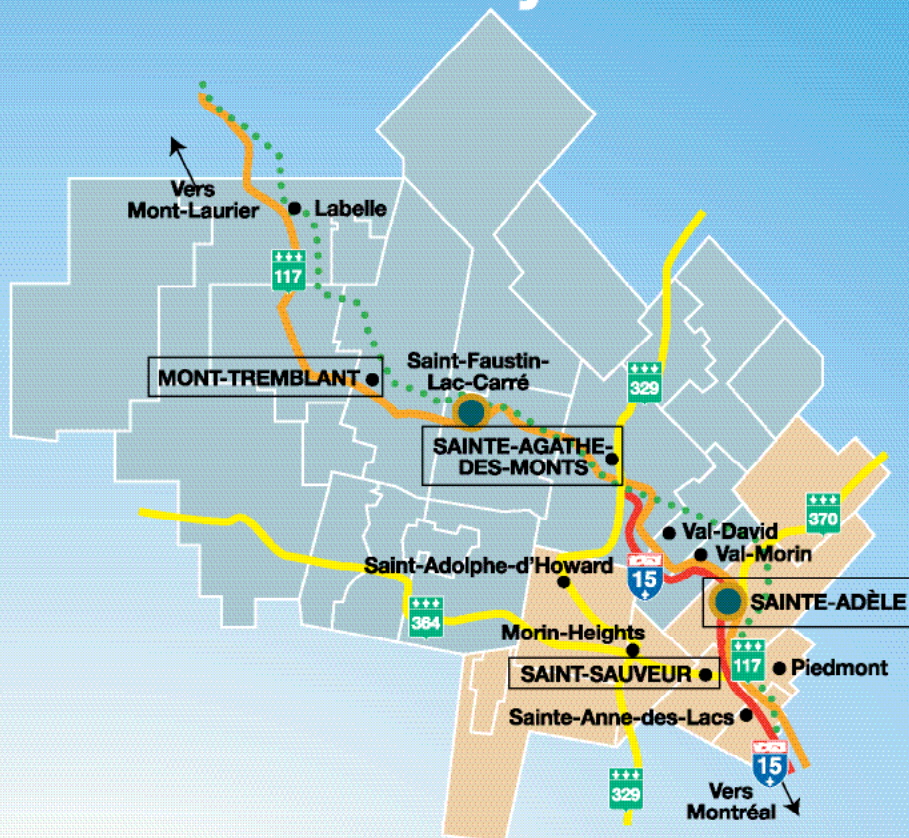 Vers
Mont-Laurier
Labelle
117
MONT-TREMBLANT
Saint-Faustin-
Lac-Carré
329
SAINTE-AGATHE-
DES-MONTS
370
Val-David
Val-Morin
Saint-Adolphe-d'Howard
15
SAINTE-ADÈLE
364
Morin-Heights
117
Piedmont
SAINT-SAUVEUR
Sainte-Anne-des-Lacs
15
329
Vers
Montréal